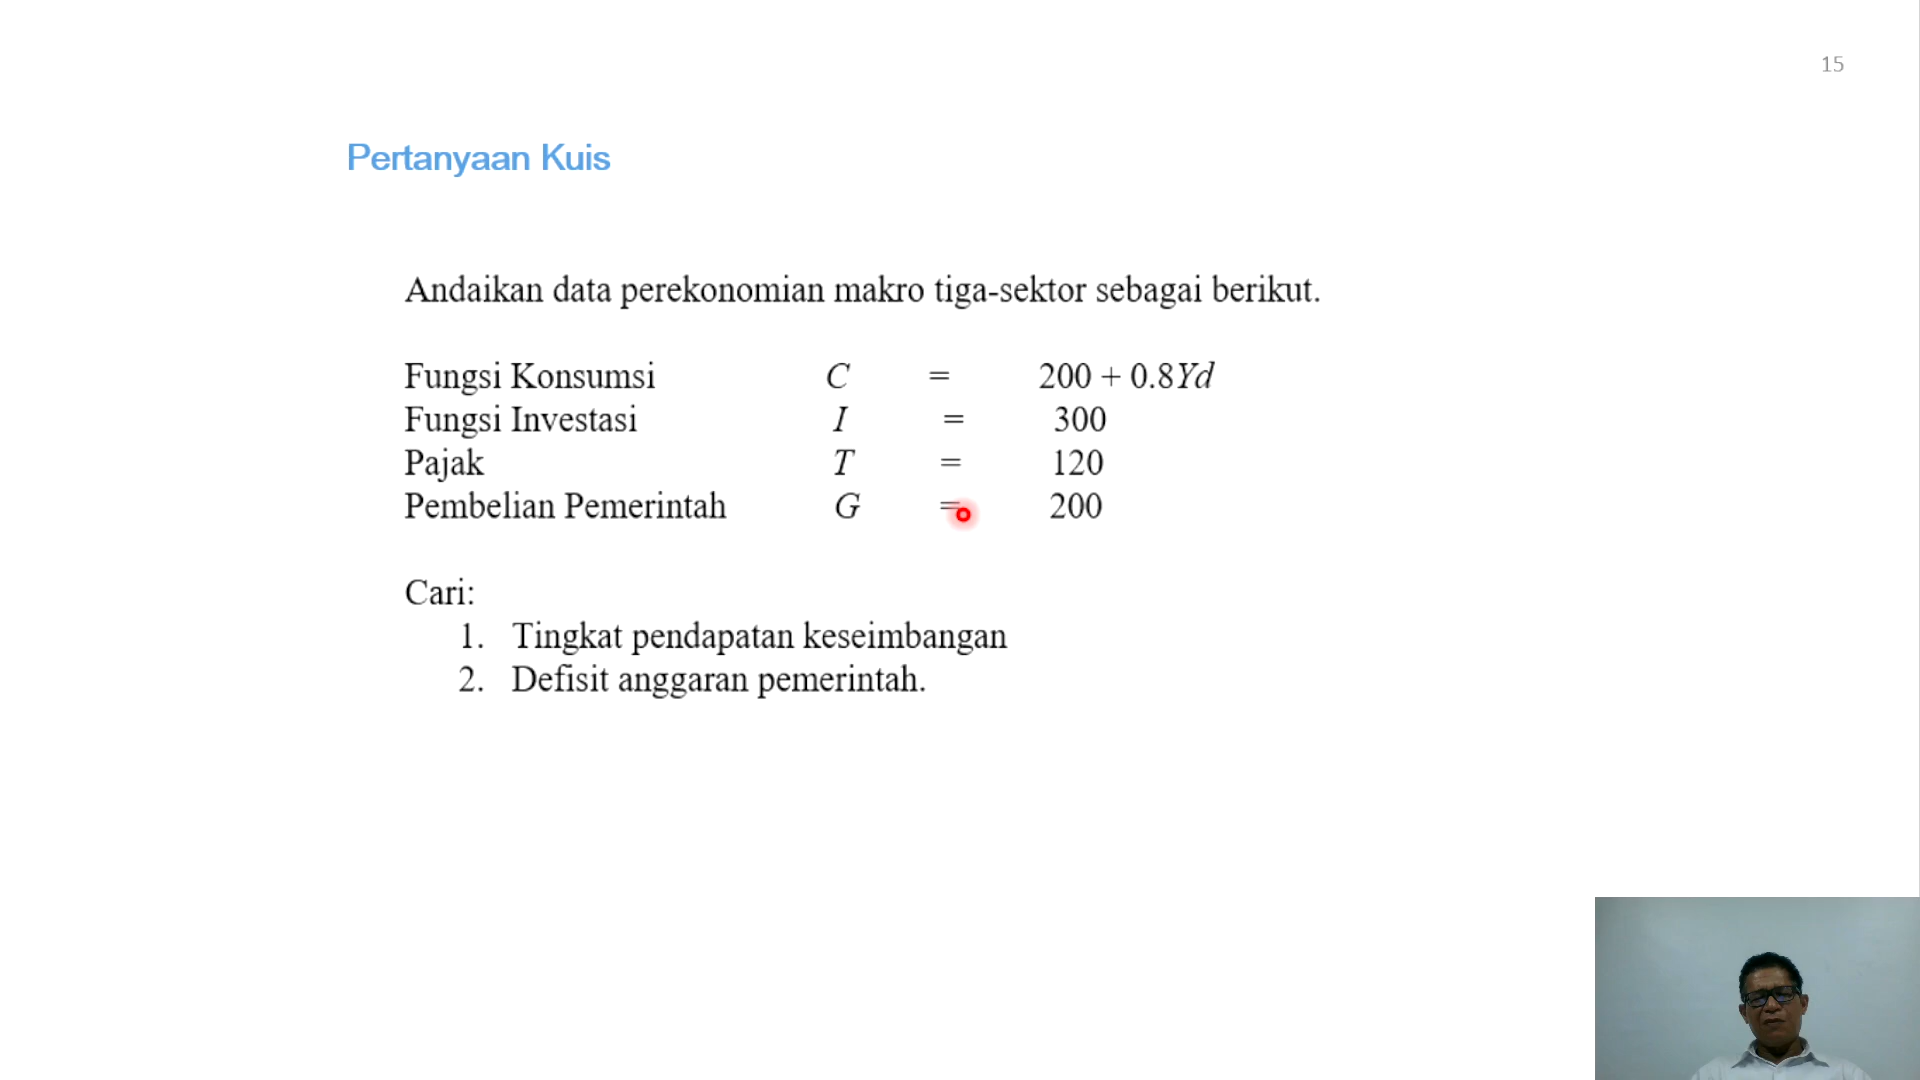 15
Pertanyaan Kuis
Andaikan data perekonomian makro tiga-sektor sebagai berikut.
Fungsi Konsumsi C = 200 + 0.8Yd
Fungsi Investasi I = 300
Pajak T = 120
Pembelian Pemerintah G = 200
Cari:
1. Tingkat pendapatan keseimbangan
2. Defisit anggaran pemerintah.